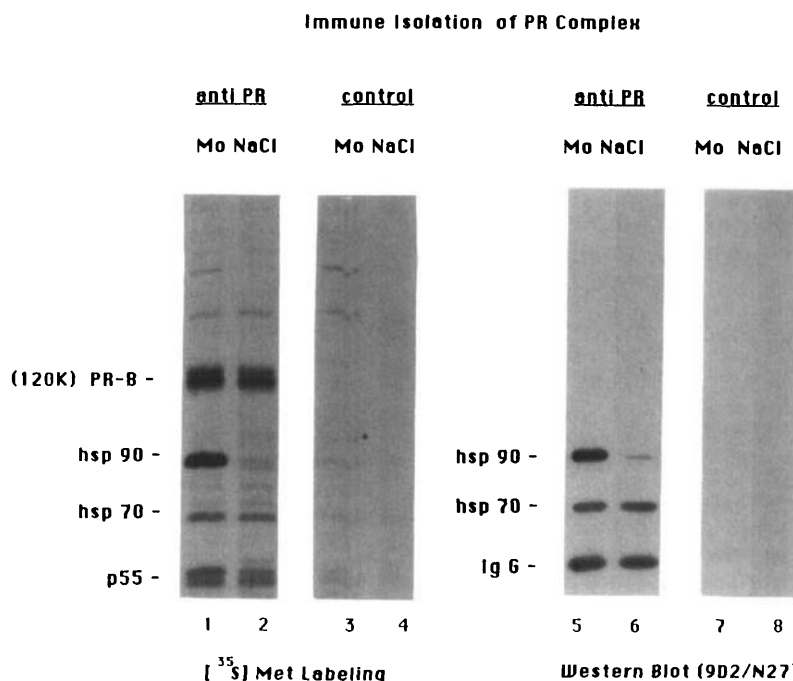 Immune Isolation of PR Complex
anti PR control anti PR control
Mo NaCl Mo NaCl Mo NaCl Mo NaCl
(120K) PR-B -
hsp 90 - hsp 90 -
hsp 70 - hsp 70 -
p55 - Ig G -
1 2 3 4 5 6 7 8
[³⁵S] Met Labeling Western Blot (9D2/N27)